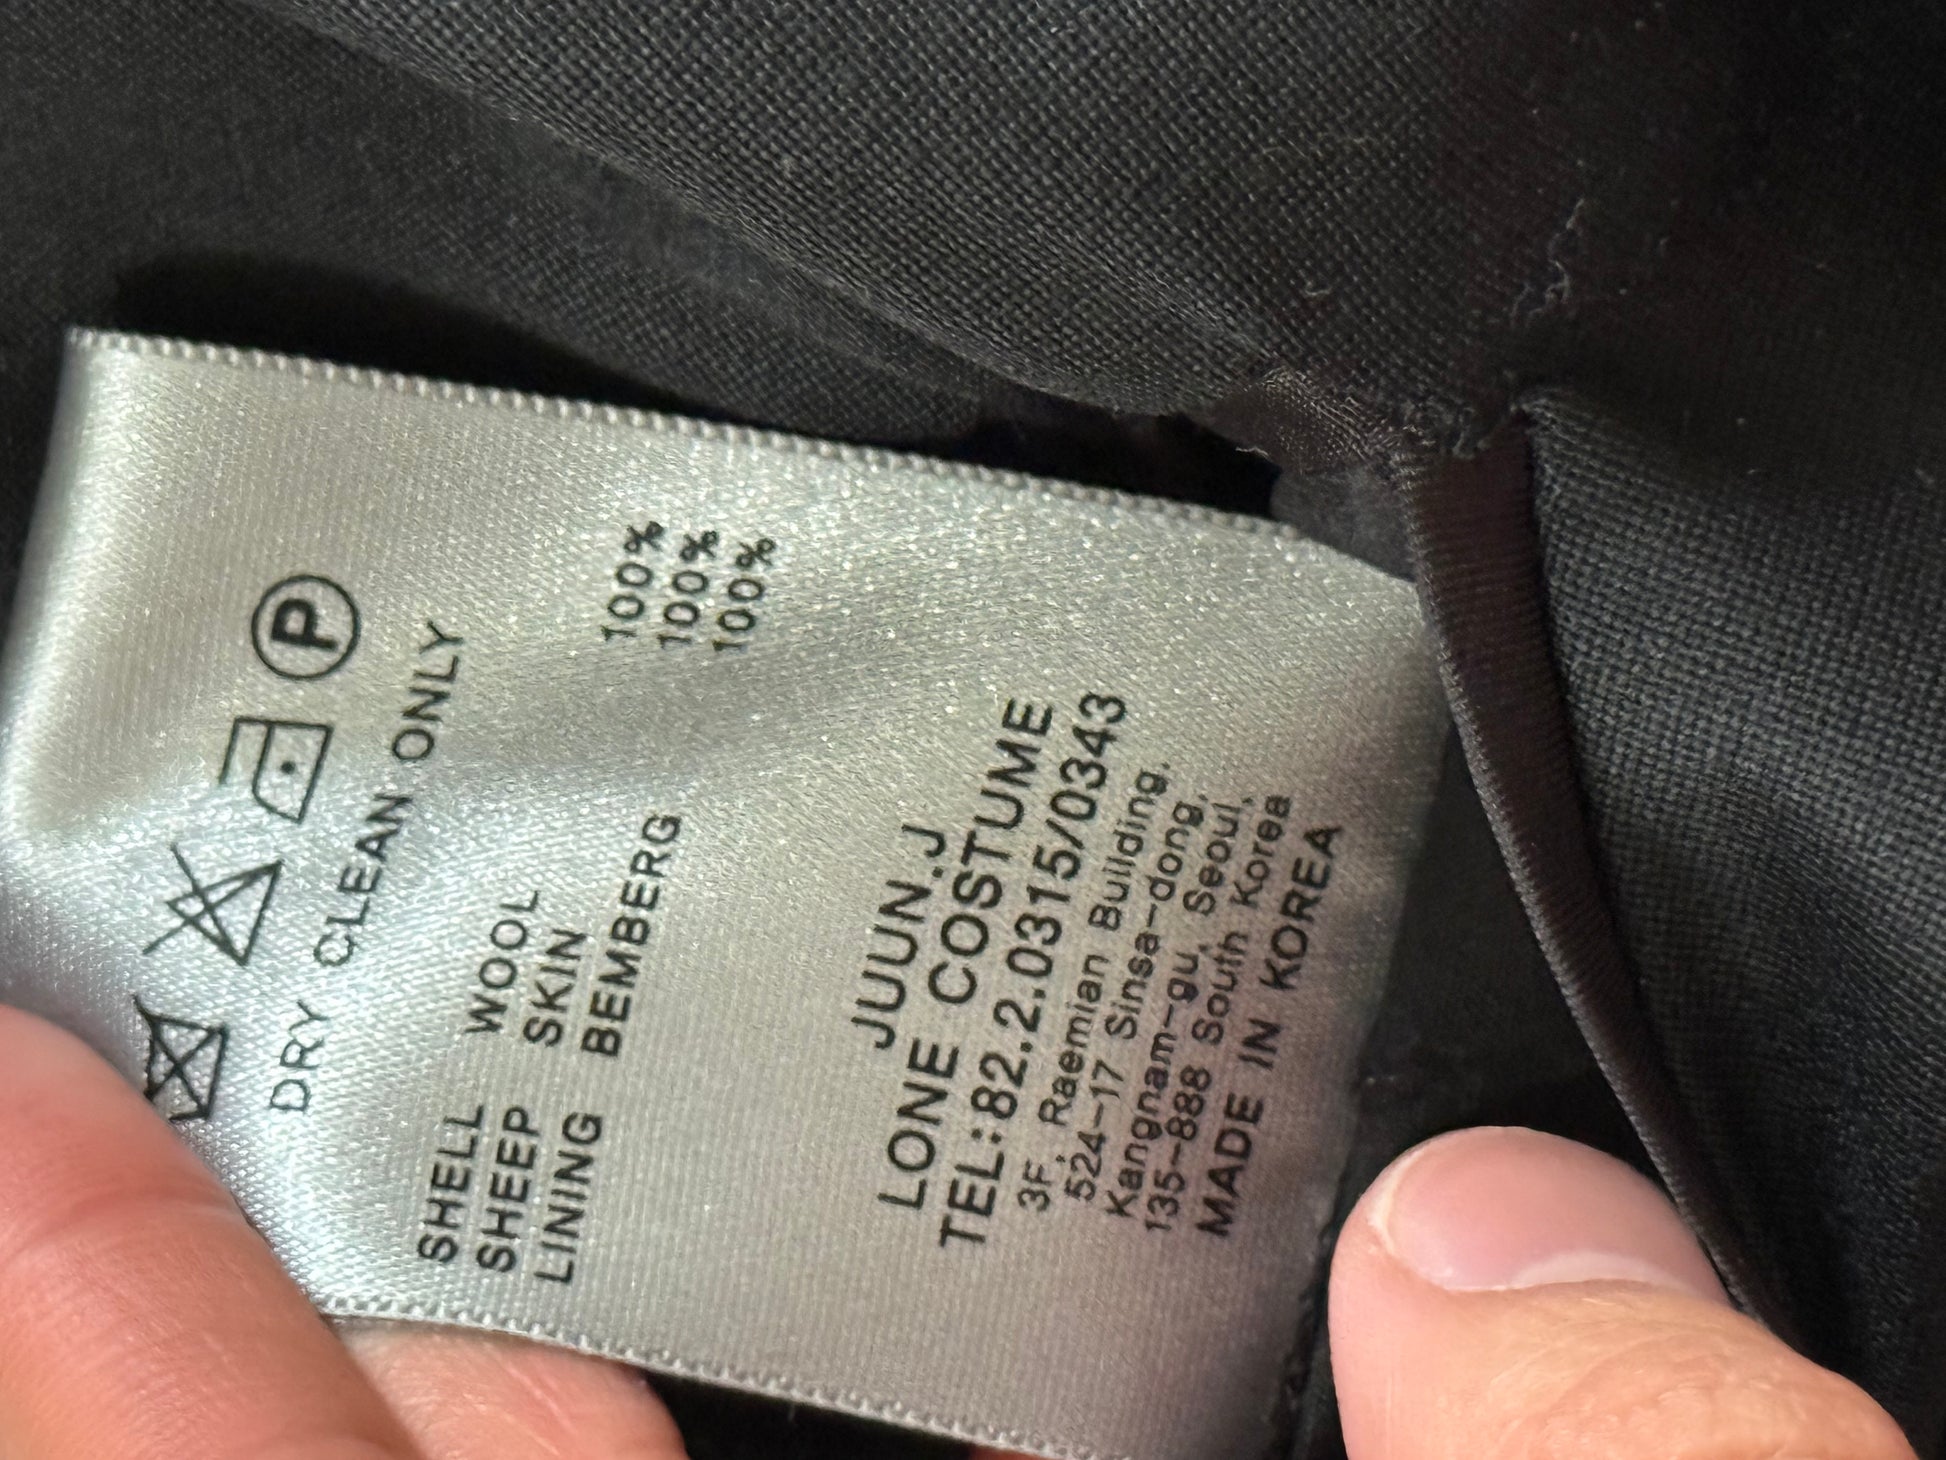 P
DRY CLEAN ONLY
SHELL WOOL 100%
SHEEP SKIN 100%
LINING BEMBERG 100%
JUUN.J
LONE COSTUME
TEL:82.2.0315/0343
3F, Raemian Building,
524-17 Sinsa-dong,
Kangnam-gu, Seoul,
135-888 South Korea
MADE IN KOREA